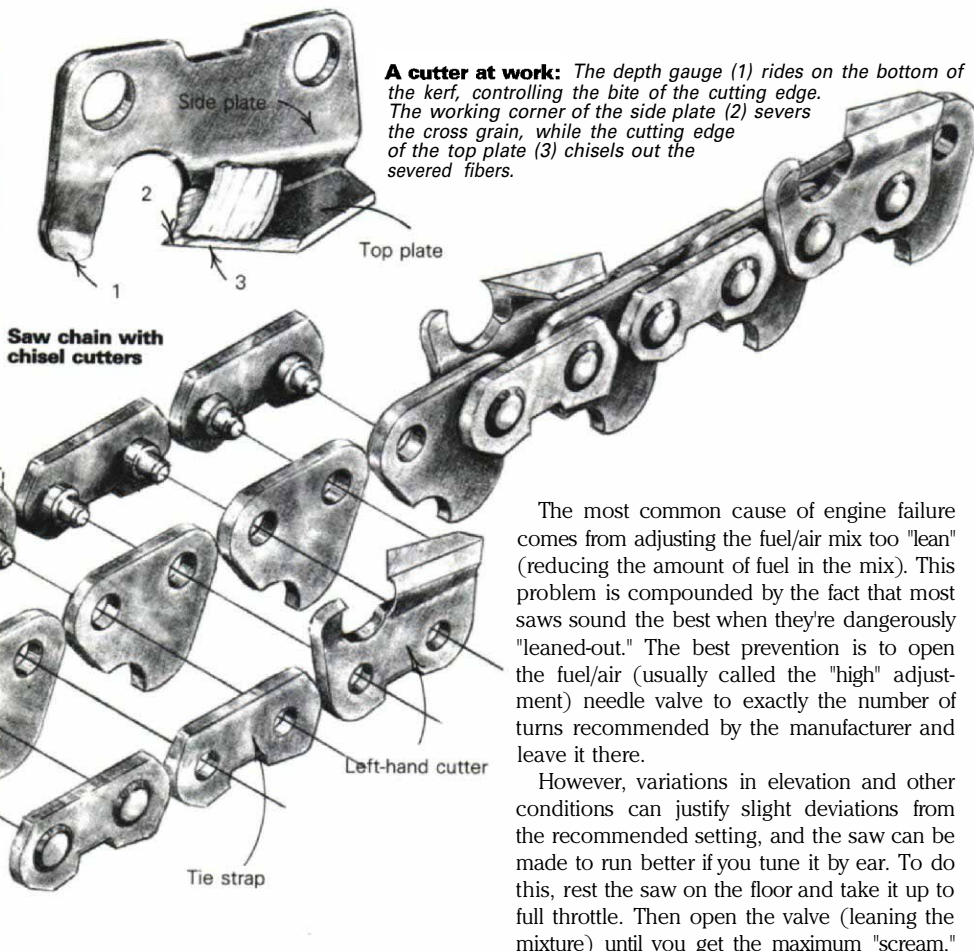 A cutter at work: The depth gauge (1) rides on the bottom of
the kerf, controlling the bite of the cutting edge.
The working corner of the side plate (2) severs
the cross grain, while the cutting edge
of the top plate (3) chisels out the
severed fibers.
Side plate
2
Top plate
3
1
Saw chain with
chisel cutters
Left-hand cutter
Tie strap
The most common cause of engine failure
comes from adjusting the fuel/air mix too "lean"
(reducing the amount of fuel in the mix). This
problem is compounded by the fact that most
saws sound the best when they're dangerously
"leaned-out." The best prevention is to open
the fuel/air (usually called the "high" adjust-
ment) needle valve to exactly the number of
turns recommended by the manufacturer and
leave it there.
However, variations in elevation and other
conditions can justify slight deviations from
the recommended setting, and the saw can be
made to run better if you tune it by ear. To do
this, rest the saw on the floor and take it up to
full throttle. Then open the valve (leaning the
mixture) until you get the maximum "scream."